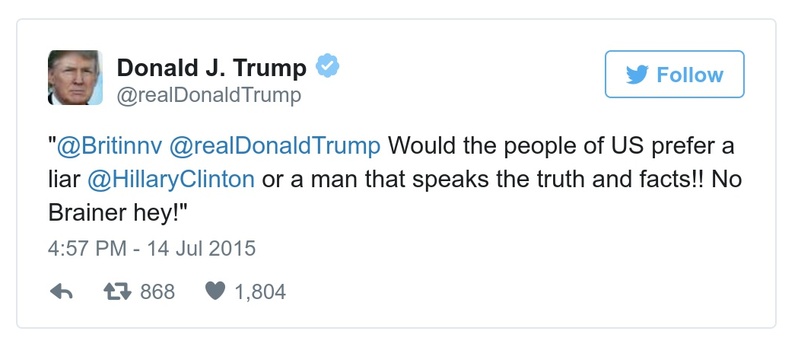 Donald J. Trump
@realDonaldTrump
Follow
"@Britinnv @realDonaldTrump Would the people of US prefer a
liar @HillaryClinton or a man that speaks the truth and facts!! No
Brainer hey!"
4:57 PM - 14 Jul 2015
868 1,804